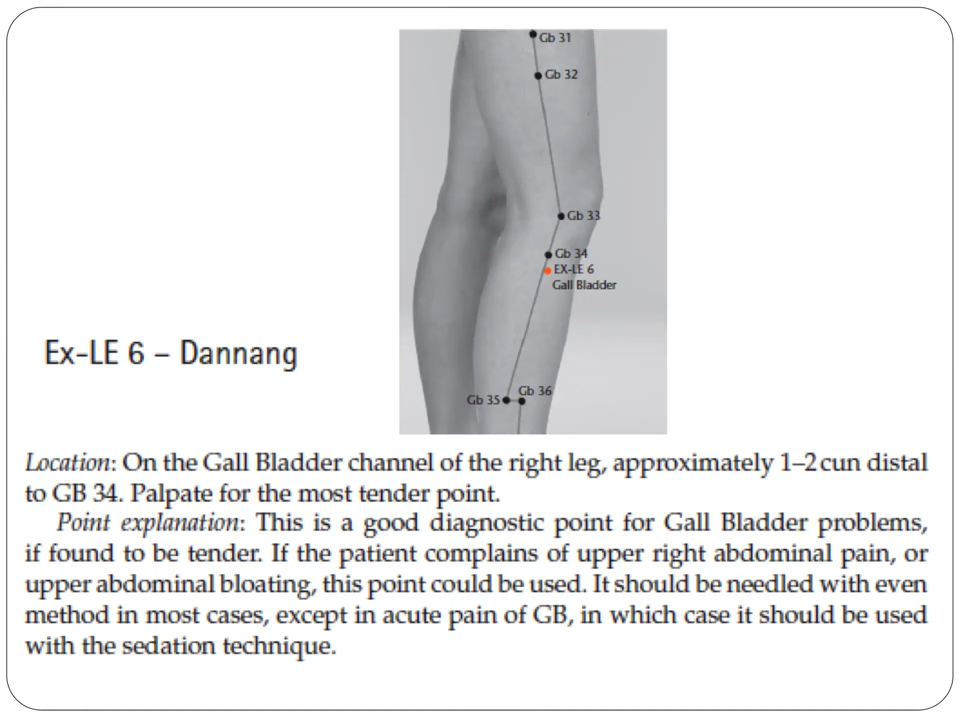 Gb 31
Gb 32
Gb 33
Gb 34
EX-LE 6
Gall Bladder
Gb 36
Gb 35
Ex-LE 6 – Dannang
Location: On the Gall Bladder channel of the right leg, approximately 1–2 cun distal
to GB 34. Palpate for the most tender point.
Point explanation: This is a good diagnostic point for Gall Bladder problems,
if found to be tender. If the patient complains of upper right abdominal pain, or
upper abdominal bloating, this point could be used. It should be needled with even
method in most cases, except in acute pain of GB, in which case it should be used
with the sedation technique.